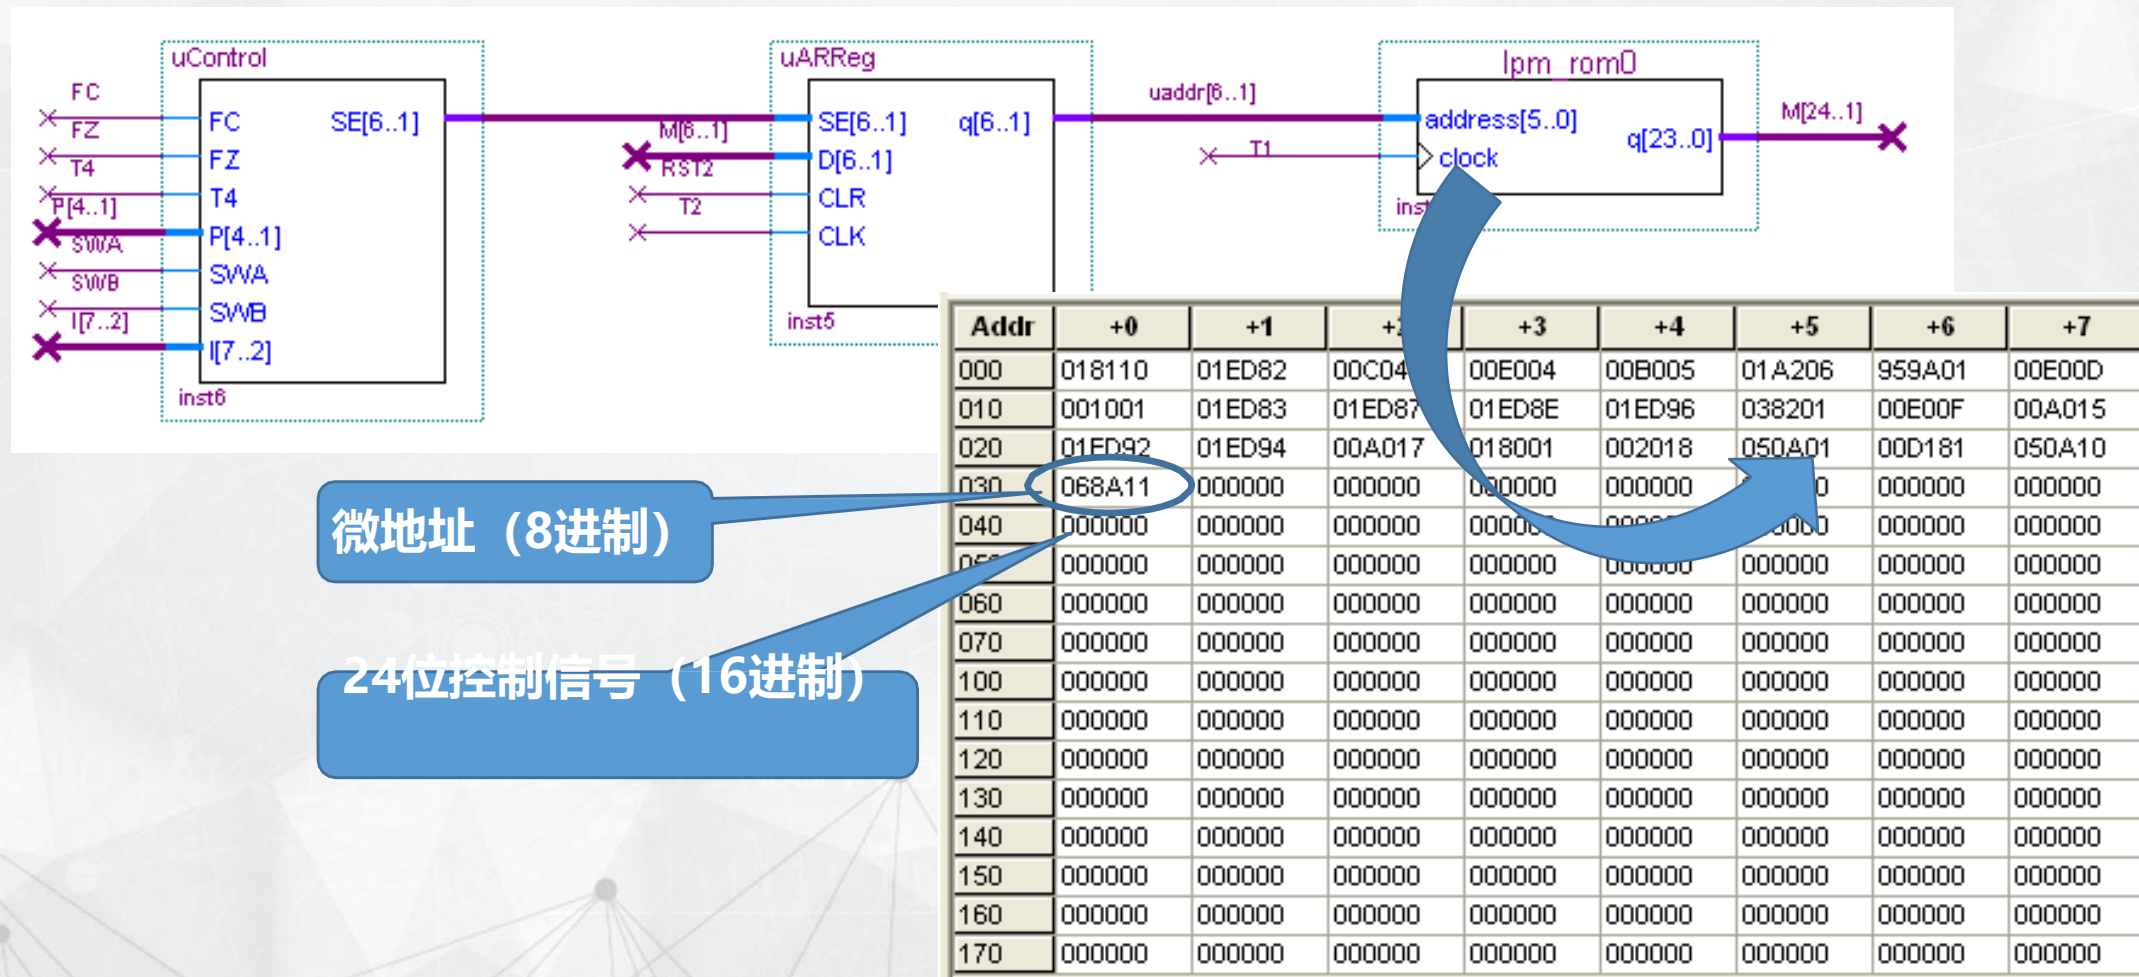 uControl
FC
FZ
T4
P[4..1]
SWA
SWB
I[7..2]
FC
FZ
T4
P[4..1]
SWA
SWB
I[7..2]
SE[6..1]
inst6
uARReg
M[6..1]
RST2
T2
SE[6..1]
D[6..1]
CLR
CLK
q[6..1]
inst5
uaddr[6..1]
T1
lpm_rom0
address[5..0]
clock
q[23..0]
inst
M[24..1]
Addr +0 +1 +2 +3 +4 +5 +6 +7
000 018110 01ED82 00C04 00E004 00B005 01A206 959A01 00E00D
010 001001 01ED83 01ED87 01ED8E 01ED96 038201 00E00F 00A015
020 01ED92 01ED94 00A017 018001 002018 050A01 00D181 050A10
030 068A11 000000 000000 000000 000000 0 000000 000000
040 000000 000000 000000 000000 000000 00000 000000 000000
000000 000000 000000 000000 000000 000000 000000 000000
060 000000 000000 000000 000000 000000 000000 000000 000000
070 000000 000000 000000 000000 000000 000000 000000 000000
100 000000 000000 000000 000000 000000 000000 000000 000000
110 000000 000000 000000 000000 000000 000000 000000 000000
120 000000 000000 000000 000000 000000 000000 000000 000000
130 000000 000000 000000 000000 000000 000000 000000 000000
140 000000 000000 000000 000000 000000 000000 000000 000000
150 000000 000000 000000 000000 000000 000000 000000 000000
160 000000 000000 000000 000000 000000 000000 000000 000000
170 000000 000000 000000 000000 000000 000000 000000 000000
微地址（8进制）
24位控制信号（16进制）